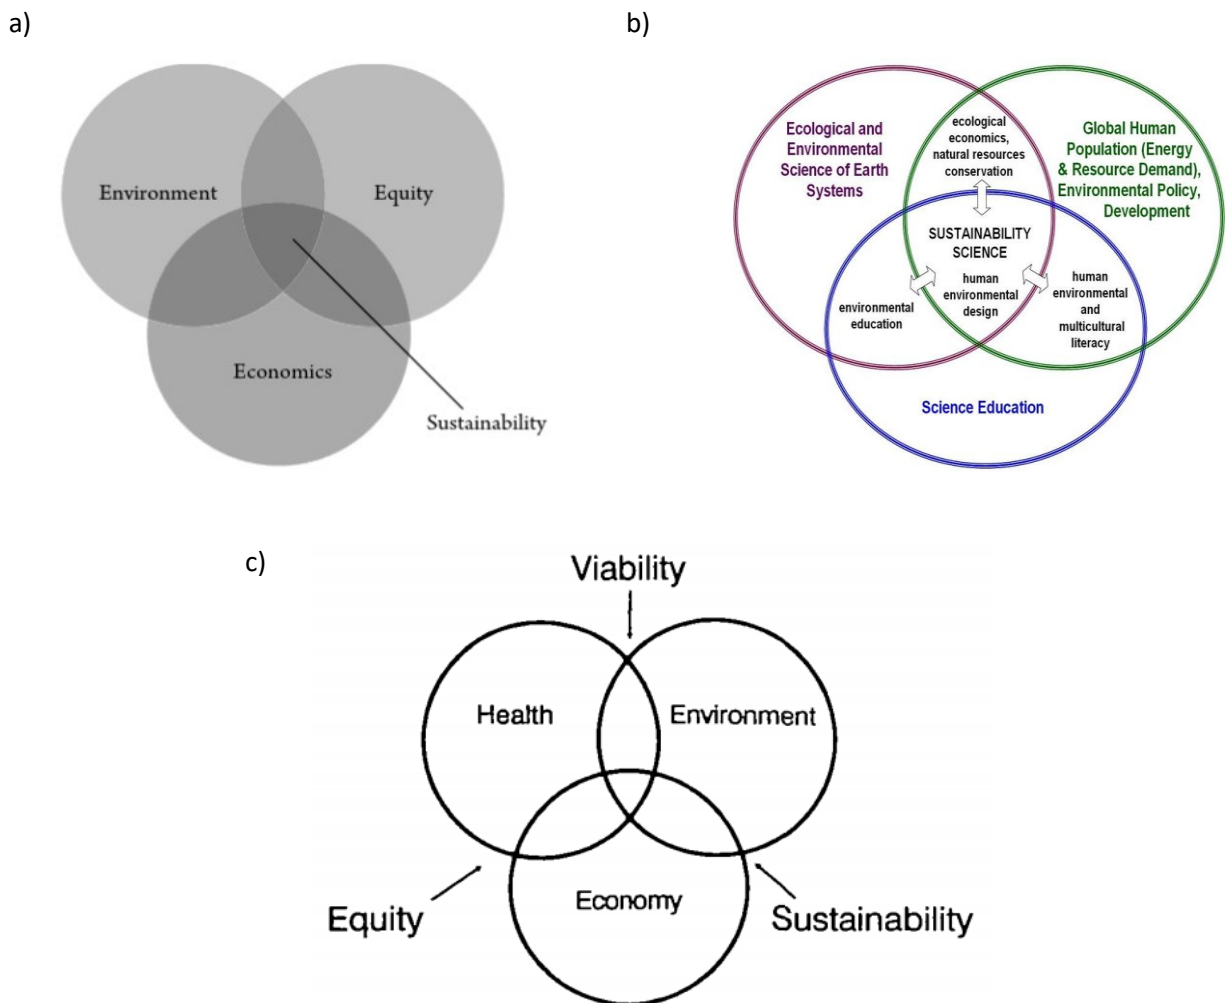 a)
Environment
Equity
Economics
Sustainability
b)
Ecological and
Environmental
Science of Earth
Systems
ecological
economics,
natural resources
conservation
Global Human
Population (Energy
& Resource Demand),
Environmental Policy,
Development
SUSTAINABILITY
SCIENCE
environmental
education
human
environmental
design
human
environmental
and
multicultural
literacy
Science Education
c)
Viability
Health
Environment
Economy
Equity
Sustainability